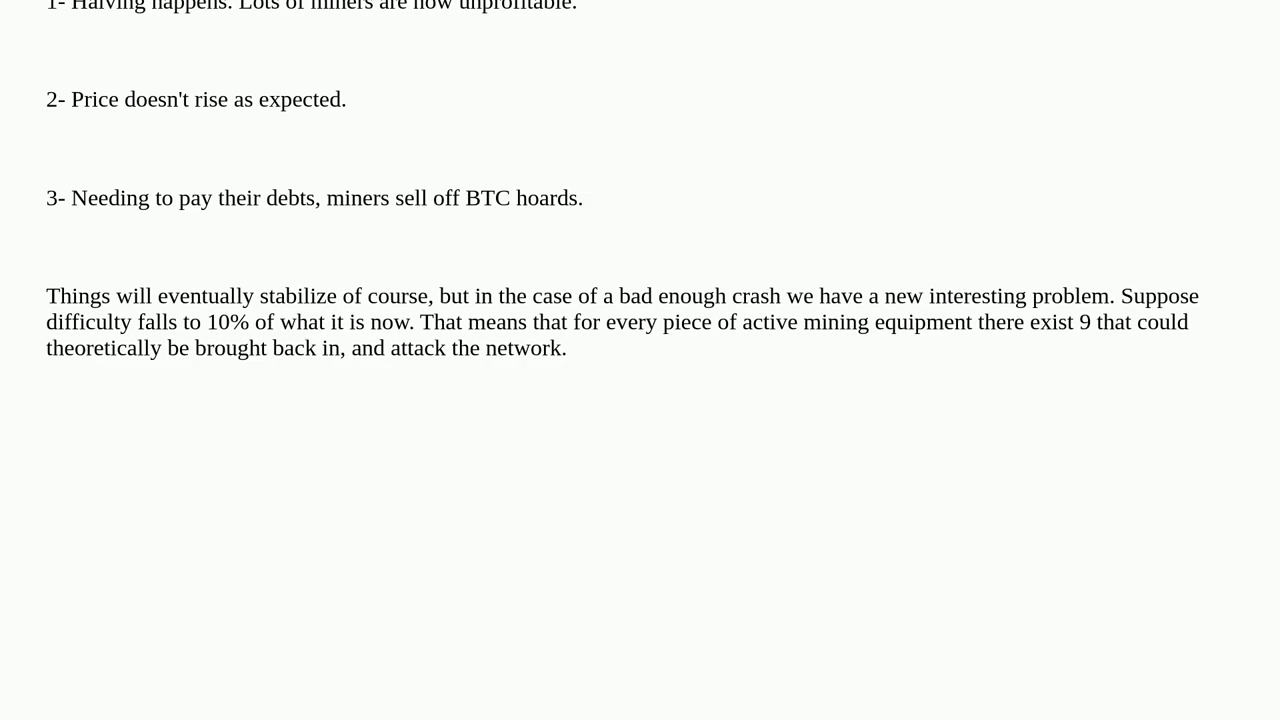 1- Halving happens. Lots of miners are now unprofitable.
2- Price doesn't rise as expected.
3- Needing to pay their debts, miners sell off BTC hoards.
Things will eventually stabilize of course, but in the case of a bad enough crash we have a new interesting problem. Suppose
difficulty falls to 10% of what it is now. That means that for every piece of active mining equipment there exist 9 that could
theoretically be brought back in, and attack the network.